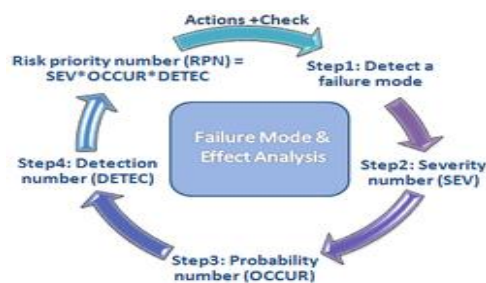 Actions +Check
Step1: Detect a
failure mode
Step2: Severity
number (SEV)
Step3: Probability
number (OCCUR)
Step4: Detection
number (DETEC)
Risk priority number (RPN) =
SEV*OCCUR*DETEC
Failure Mode &
Effect Analysis